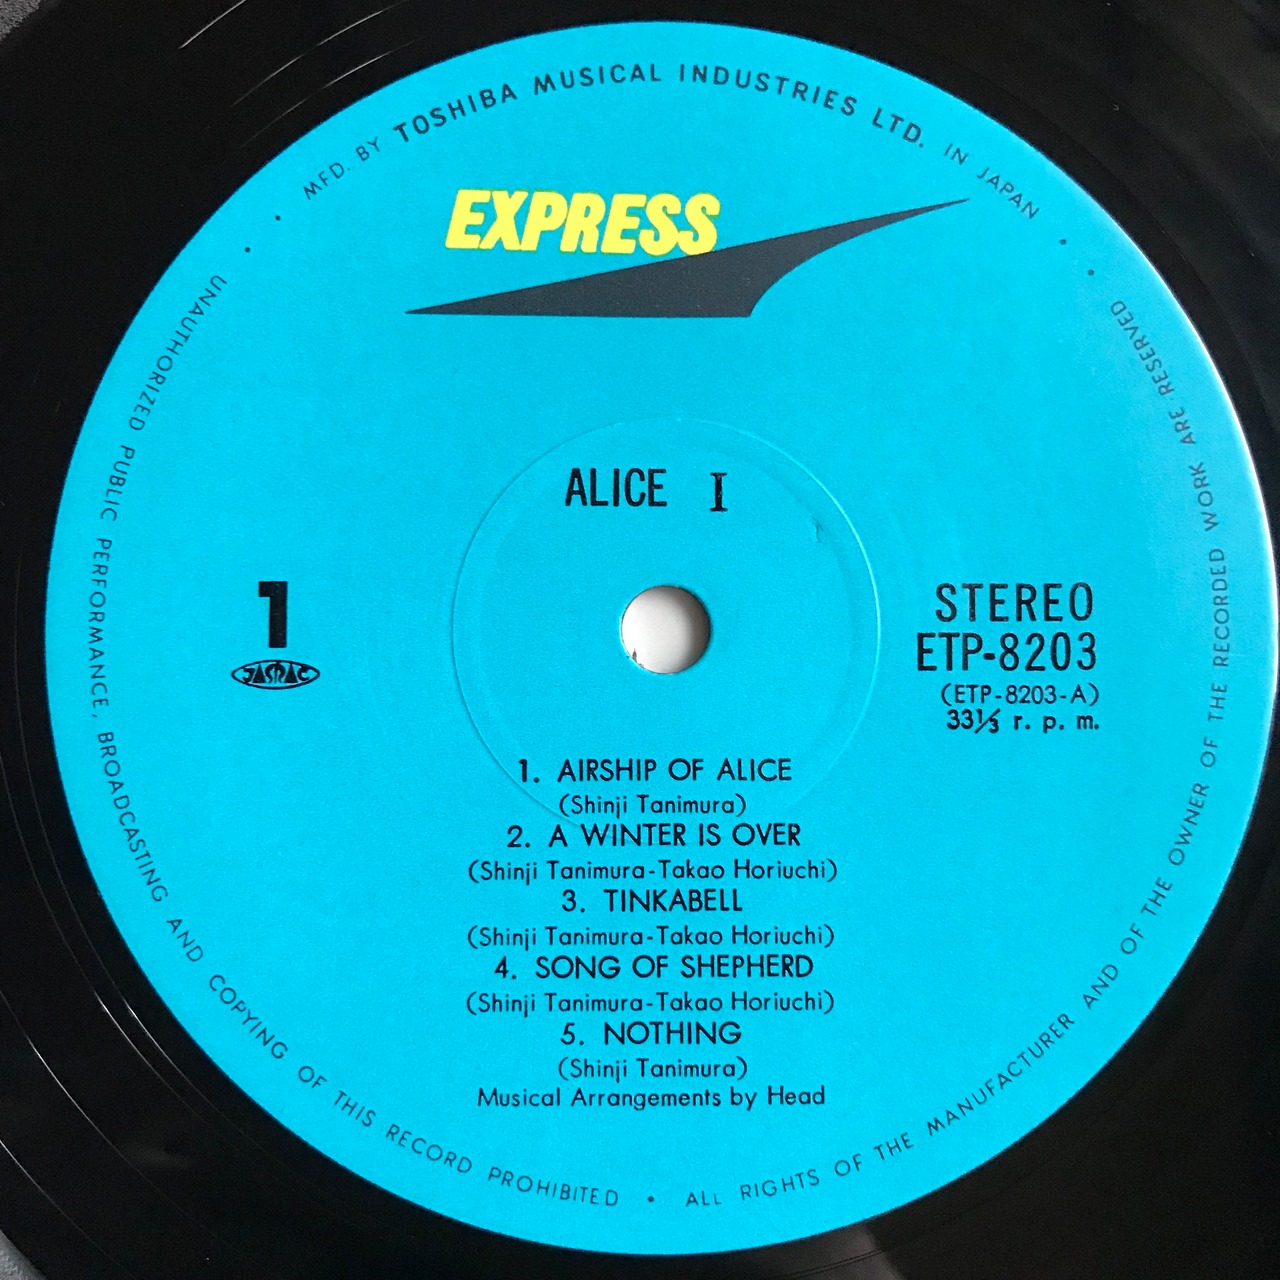 MFD. BY TOSHIBA MUSICAL INDUSTRIES LTD. IN JAPAN
EXPRESS
ALICE I
1
JASRAC
STEREO
ETP-8203
(ETP-8203-A)
33⅓ r. p. m.
1. AIRSHIP OF ALICE
(Shinji Tanimura)
2. A WINTER IS OVER
(Shinji Tanimura-Takao Horiuchi)
3. TINKABELL
(Shinji Tanimura-Takao Horiuchi)
4. SONG OF SHEPHERD
(Shinji Tanimura-Takao Horiuchi)
5. NOTHING
(Shinji Tanimura)
Musical Arrangements by Head
UNAUTHORIZED PUBLIC PERFORMANCE, BROADCASTING AND COPYING OF THIS RECORD PROHIBITED • ALL RIGHTS OF THE MANUFACTURER AND OF THE OWNER OF THE RECORDED WORK ARE RESERVED